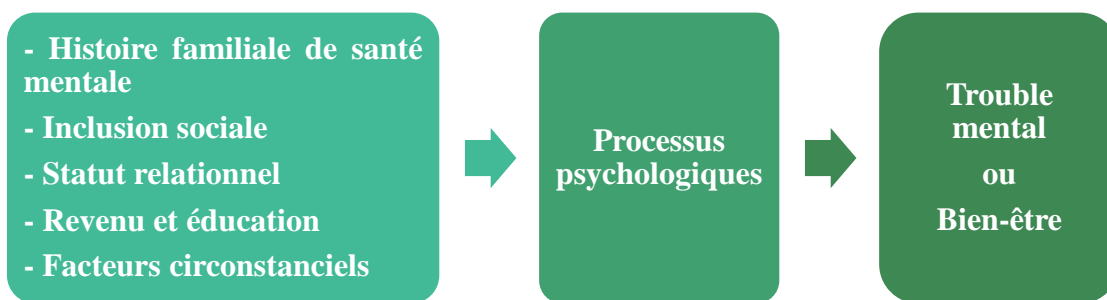 - Histoire familiale de santé
mentale
- Inclusion sociale
- Statut relationnel
- Revenu et éducation
- Facteurs circonstanciels
Processus
psychologiques
Trouble
mental
ou
Bien-être